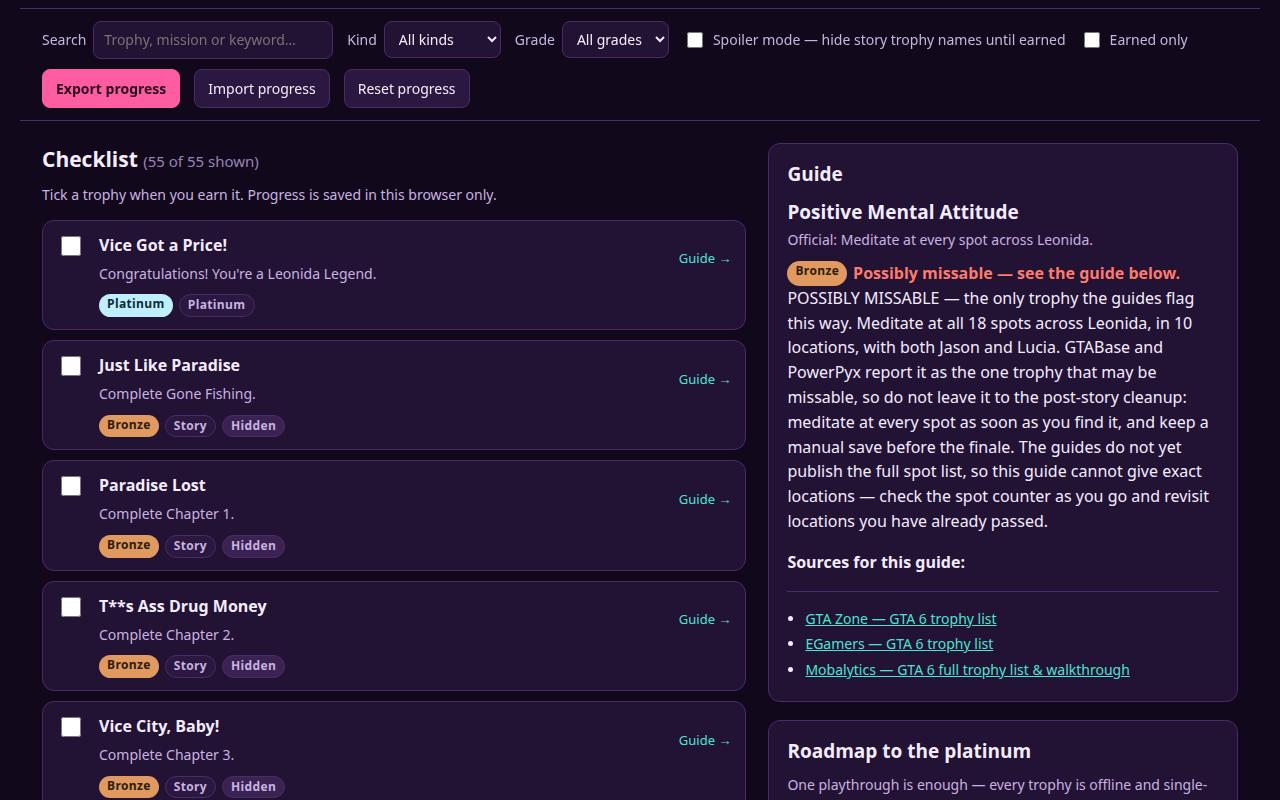 Search Trophy, mission or keyword... Kind All kinds Grade All grades Spoiler mode — hide story trophy names until earned Earned only
Export progress Import progress Reset progress
Checklist (55 of 55 shown)
Tick a trophy when you earn it. Progress is saved in this browser only.
Vice Got a Price!
Guide →
Congratulations! You're a Leonida Legend.
Platinum Platinum
Just Like Paradise
Guide →
Complete Gone Fishing.
Bronze Story Hidden
Paradise Lost
Guide →
Complete Chapter 1.
Bronze Story Hidden
T**s Ass Drug Money
Guide →
Complete Chapter 2.
Bronze Story Hidden
Vice City, Baby!
Guide →
Complete Chapter 3.
Bronze Story Hidden
Guide
Positive Mental Attitude
Official: Meditate at every spot across Leonida.
Bronze Possibly missable — see the guide below.
POSSIBLY MISSABLE — the only trophy the guides flag
this way. Meditate at all 18 spots across Leonida, in 10
locations, with both Jason and Lucia. GTABase and
PowerPyx report it as the one trophy that may be
missable, so do not leave it to the post-story cleanup:
meditate at every spot as soon as you find it, and keep a
manual save before the finale. The guides do not yet
publish the full spot list, so this guide cannot give exact
locations — check the spot counter as you go and revisit
locations you have already passed.
Sources for this guide:
• GTA Zone — GTA 6 trophy list
• EGamers — GTA 6 trophy list
• Mobalytics — GTA 6 full trophy list & walkthrough
Roadmap to the platinum
One playthrough is enough — every trophy is offline and single-